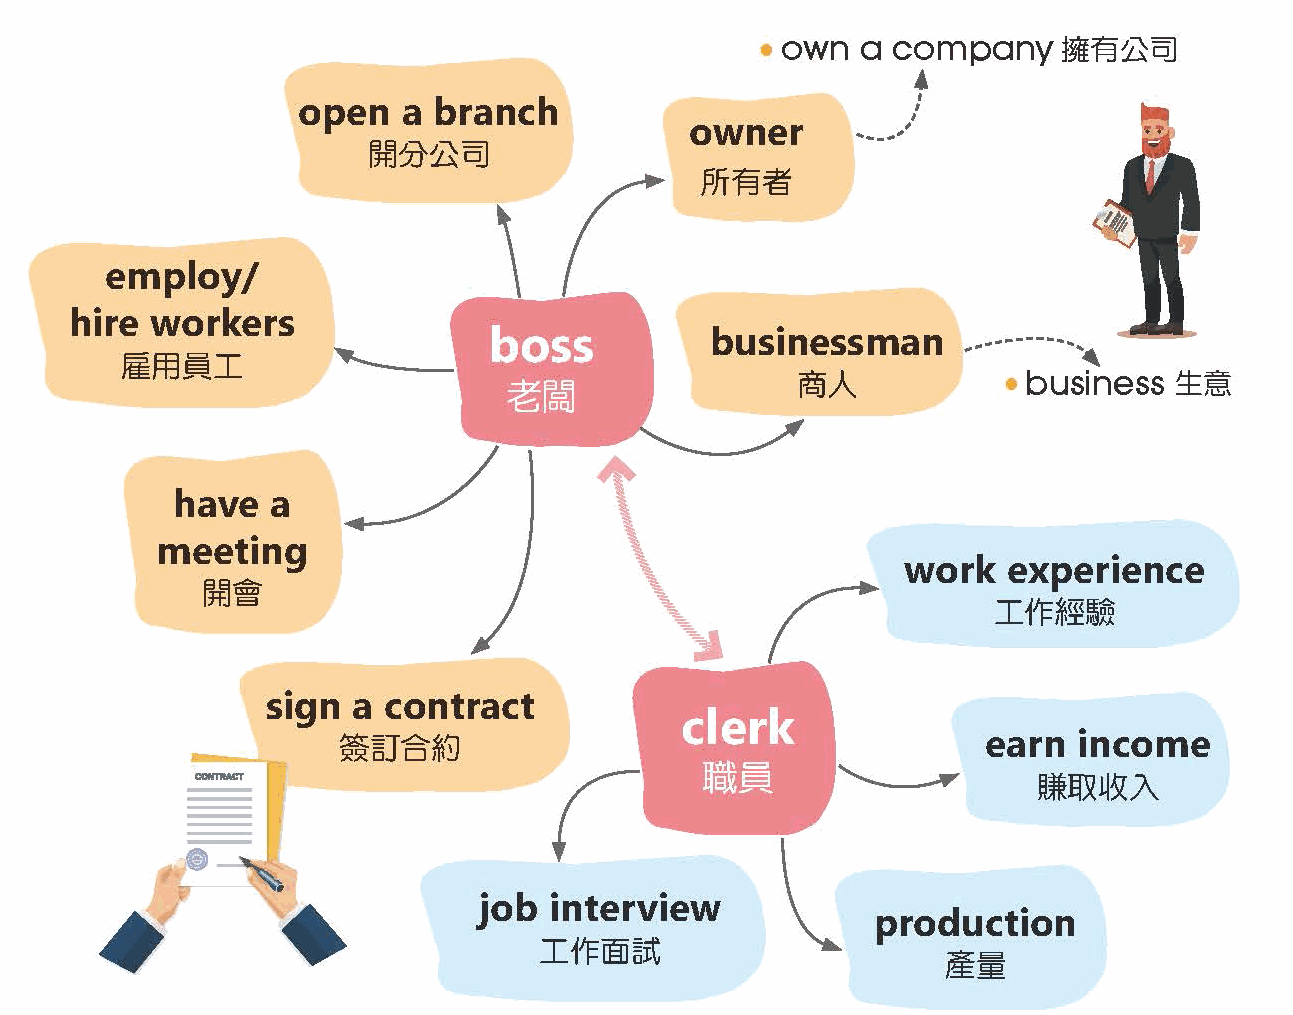 • own a company 擁有公司
open a branch
開分公司
owner
所有者
employ/
hire workers
雇用員工
boss
老闆
businessman
商人
• business 生意
have a
meeting
開會
work experience
工作經驗
sign a contract
簽訂合約
clerk
職員
earn income
賺取收入
CONTRACT
job interview
工作面試
production
產量